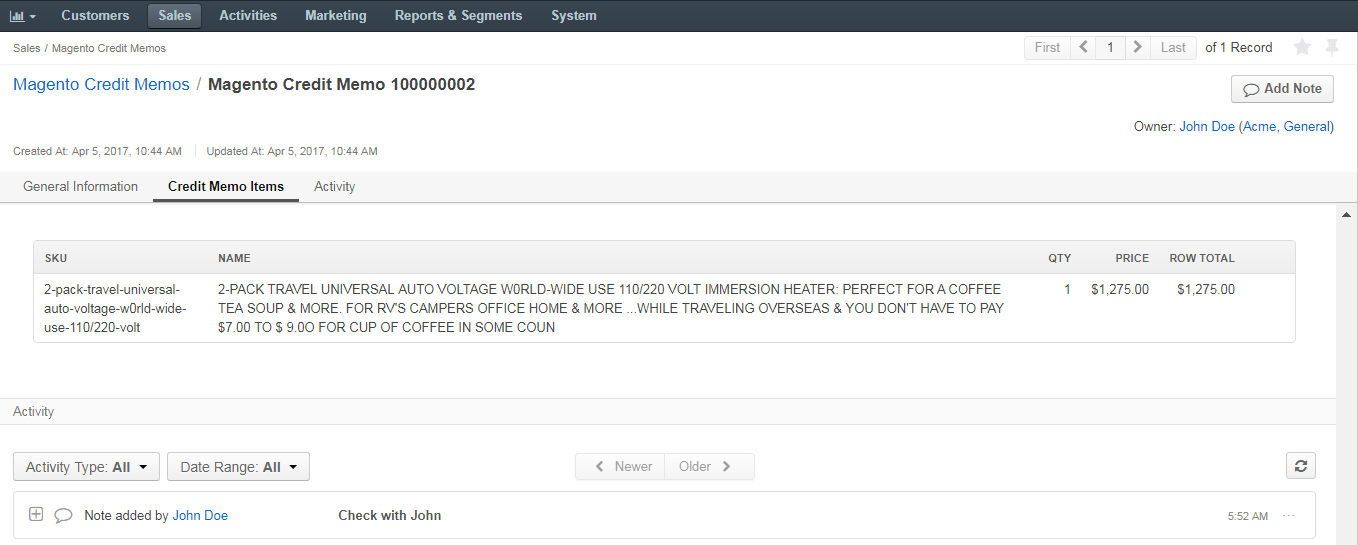 Customers Sales Activities Marketing Reports & Segments System
Sales / Magento Credit Memos
First 1 Last of 1 Record
Magento Credit Memos / Magento Credit Memo 100000002
Add Note
Owner: John Doe (Acme, General)
Created At: Apr 5, 2017, 10:44 AM Updated At: Apr 5, 2017, 10:44 AM
General Information Credit Memo Items Activity
SKU NAME QTY PRICE ROW TOTAL
2-pack-travel-universal- 2-PACK TRAVEL UNIVERSAL AUTO VOLTAGE W0RLD-WIDE USE 110/220 VOLT IMMERSION HEATER: PERFECT FOR A COFFEE 1 $1,275.00 $1,275.00
auto-voltage-w0rld-wide- TEA SOUP & MORE. FOR RV'S CAMPERS OFFICE HOME & MORE ...WHILE TRAVELING OVERSEAS & YOU DON'T HAVE TO PAY
use-110/220-volt $7.00 TO $ 9.0O FOR CUP OF COFFEE IN SOME COUN
Activity
Activity Type: All Date Range: All Newer Older
Note added by John Doe Check with John 5:52 AM ...